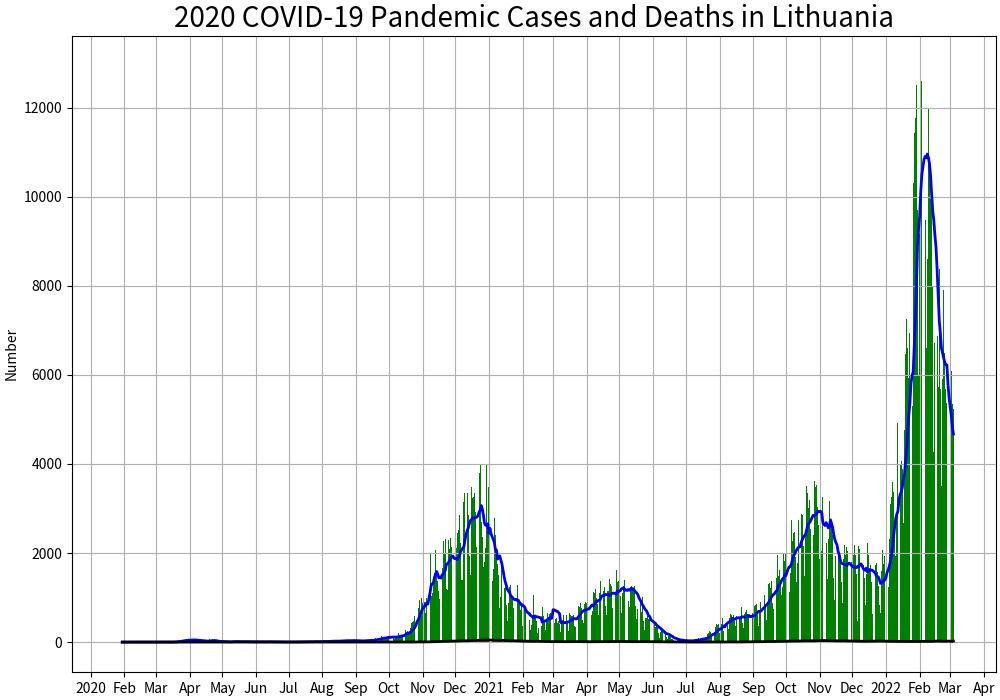 2020 COVID-19 Pandemic Cases and Deaths in Lithuania
12000
10000
8000
6000
4000
2000
0
Number
2020 Feb Mar Apr May Jun Jul Aug Sep Oct Nov Dec 2021 Feb Mar Apr May Jun Jul Aug Sep Oct Nov Dec 2022 Feb Mar Apr